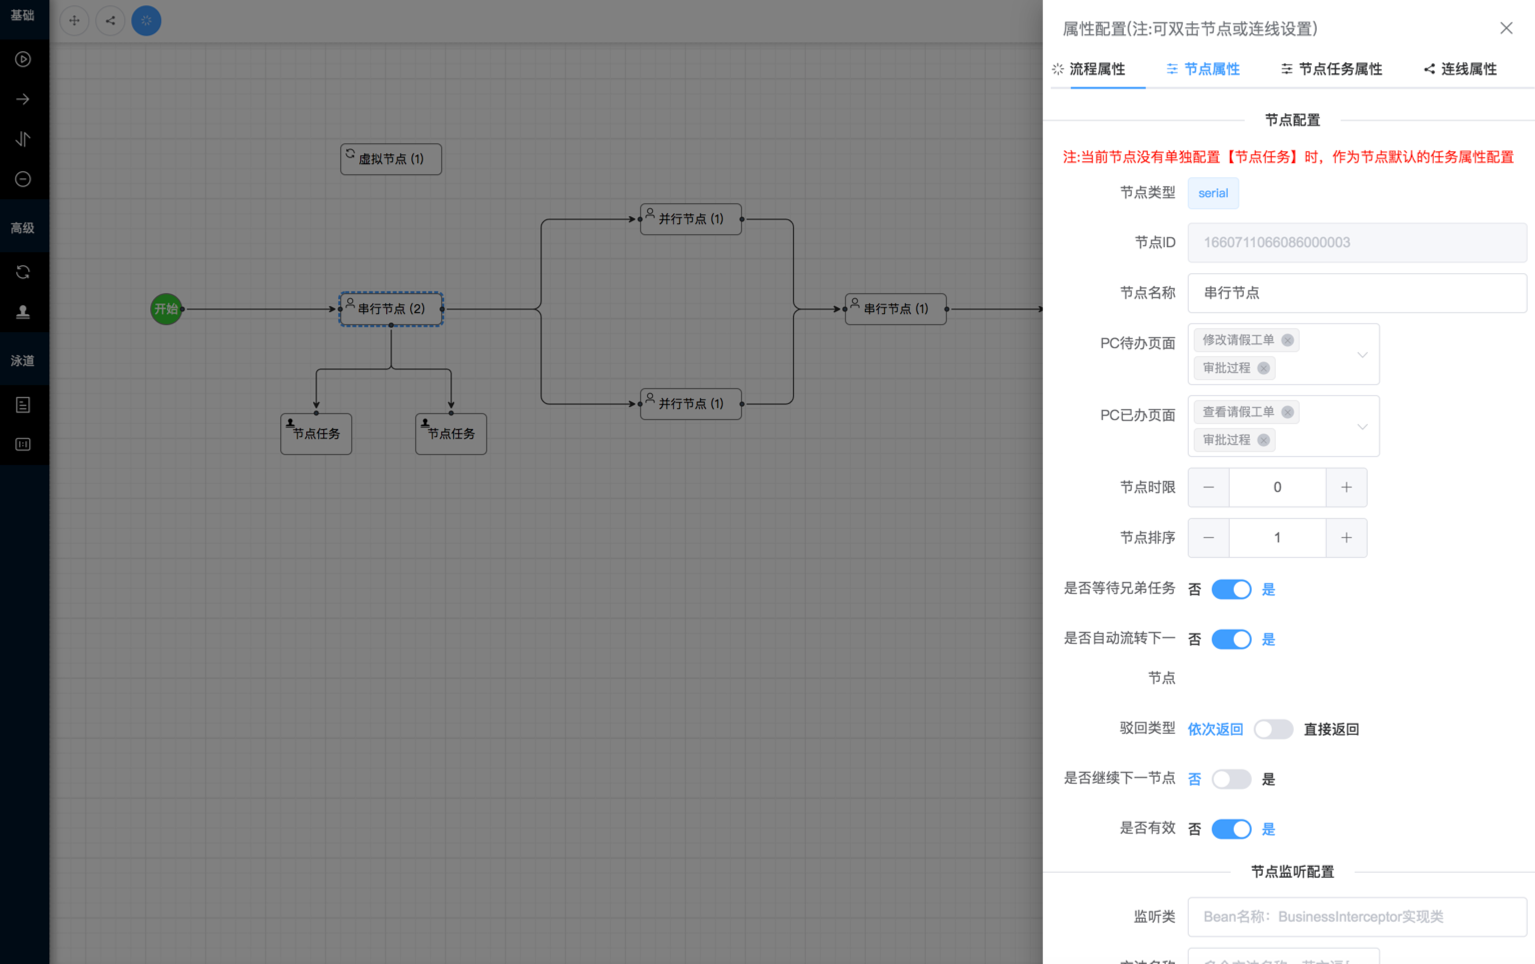 基础
高级
泳道
虚拟节点 (1)
并行节点 (1)
开始
串行节点 (2)
串行节点 (1)
并行节点 (1)
节点任务
节点任务
属性配置(注:可双击节点或连线设置)
流程属性
节点属性
节点任务属性
连线属性
节点配置
注:当前节点没有单独配置【节点任务】时，作为节点默认的任务属性配置
节点类型
serial
节点ID
1660711066086000003
节点名称
串行节点
PC待办页面
修改请假工单
审批过程
PC已办页面
查看请假工单
审批过程
节点时限
0
节点排序
1
是否等待兄弟任务
否
是
是否自动流转下一节点
否
是
驳回类型
依次返回
直接返回
是否继续下一节点
否
是
是否有效
否
是
节点监听配置
监听类
Bean名称：BusinessInterceptor实现类